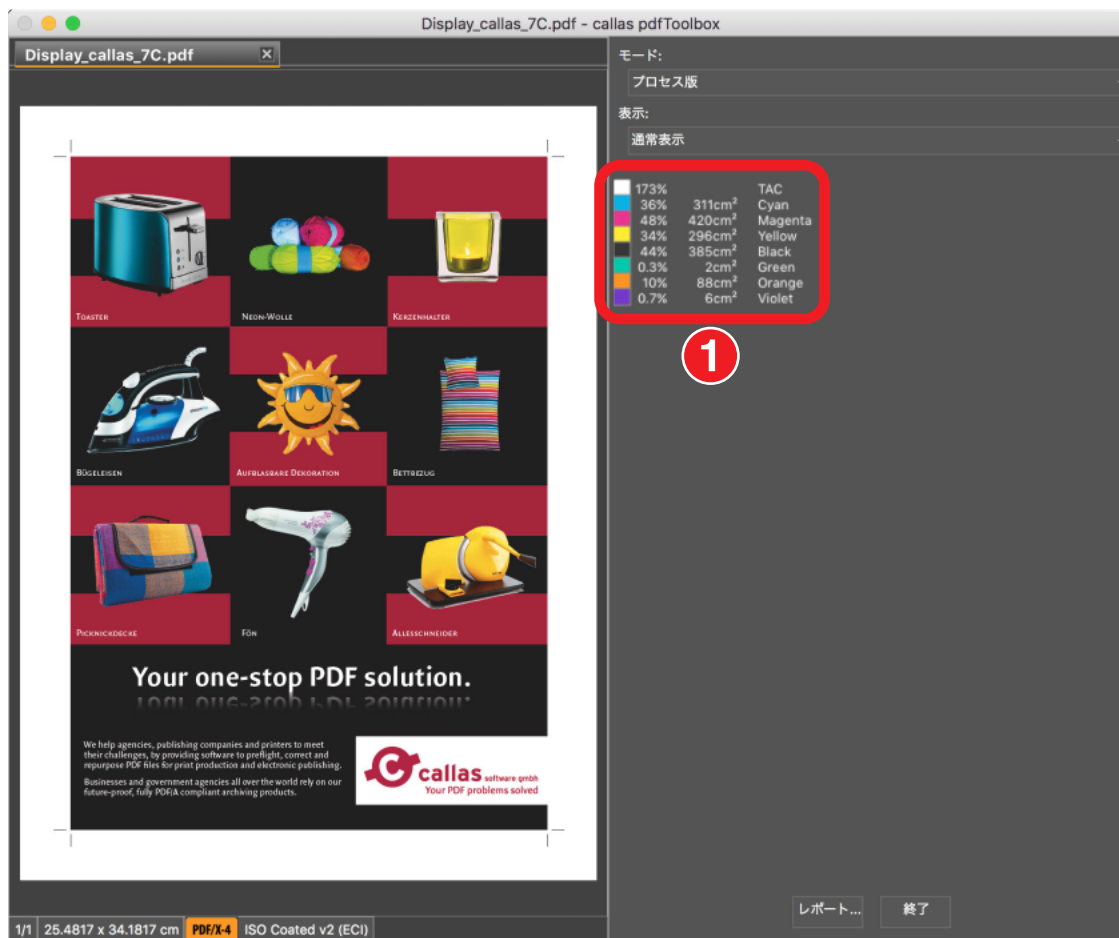 Display_callas_7C.pdf - callas pdfToolbox
Display_callas_7C.pdf
モード:
プロセス版
表示:
通常表示
173% TAC
36% 311cm² Cyan
48% 420cm² Magenta
34% 296cm² Yellow
44% 385cm² Black
0.3% 2cm² Green
10% 88cm² Orange
0.7% 6cm² Violet
1
TOASTER
NEON-WOLLE
KERZENHALTER
BÜGELEISEN
AUFBLASBARE DEKORATION
BETTBEZUG
PICKNICKDECKE
FÖN
ALLESSCHNEIDER
Your one-stop PDF solution.
We help agencies, publishing companies and printers to meet
their challenges, by providing software to preflight, correct and
repurpose PDF files for print production and electronic publishing.
Businesses and government agencies all over the world rely on our
future-proof, fully PDF/A compliant archiving products.
callas software gmbh
Your PDF problems solved
レポート... 終了
1/1 25.4817 x 34.1817 cm PDF/X-4 ISO Coated v2 (ECI)